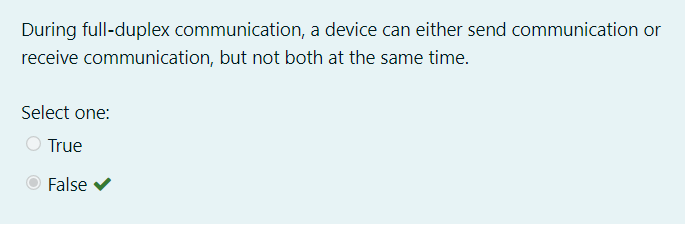 During full-duplex communication, a device can either send communication or
receive communication, but not both at the same time.
Select one:
True
False